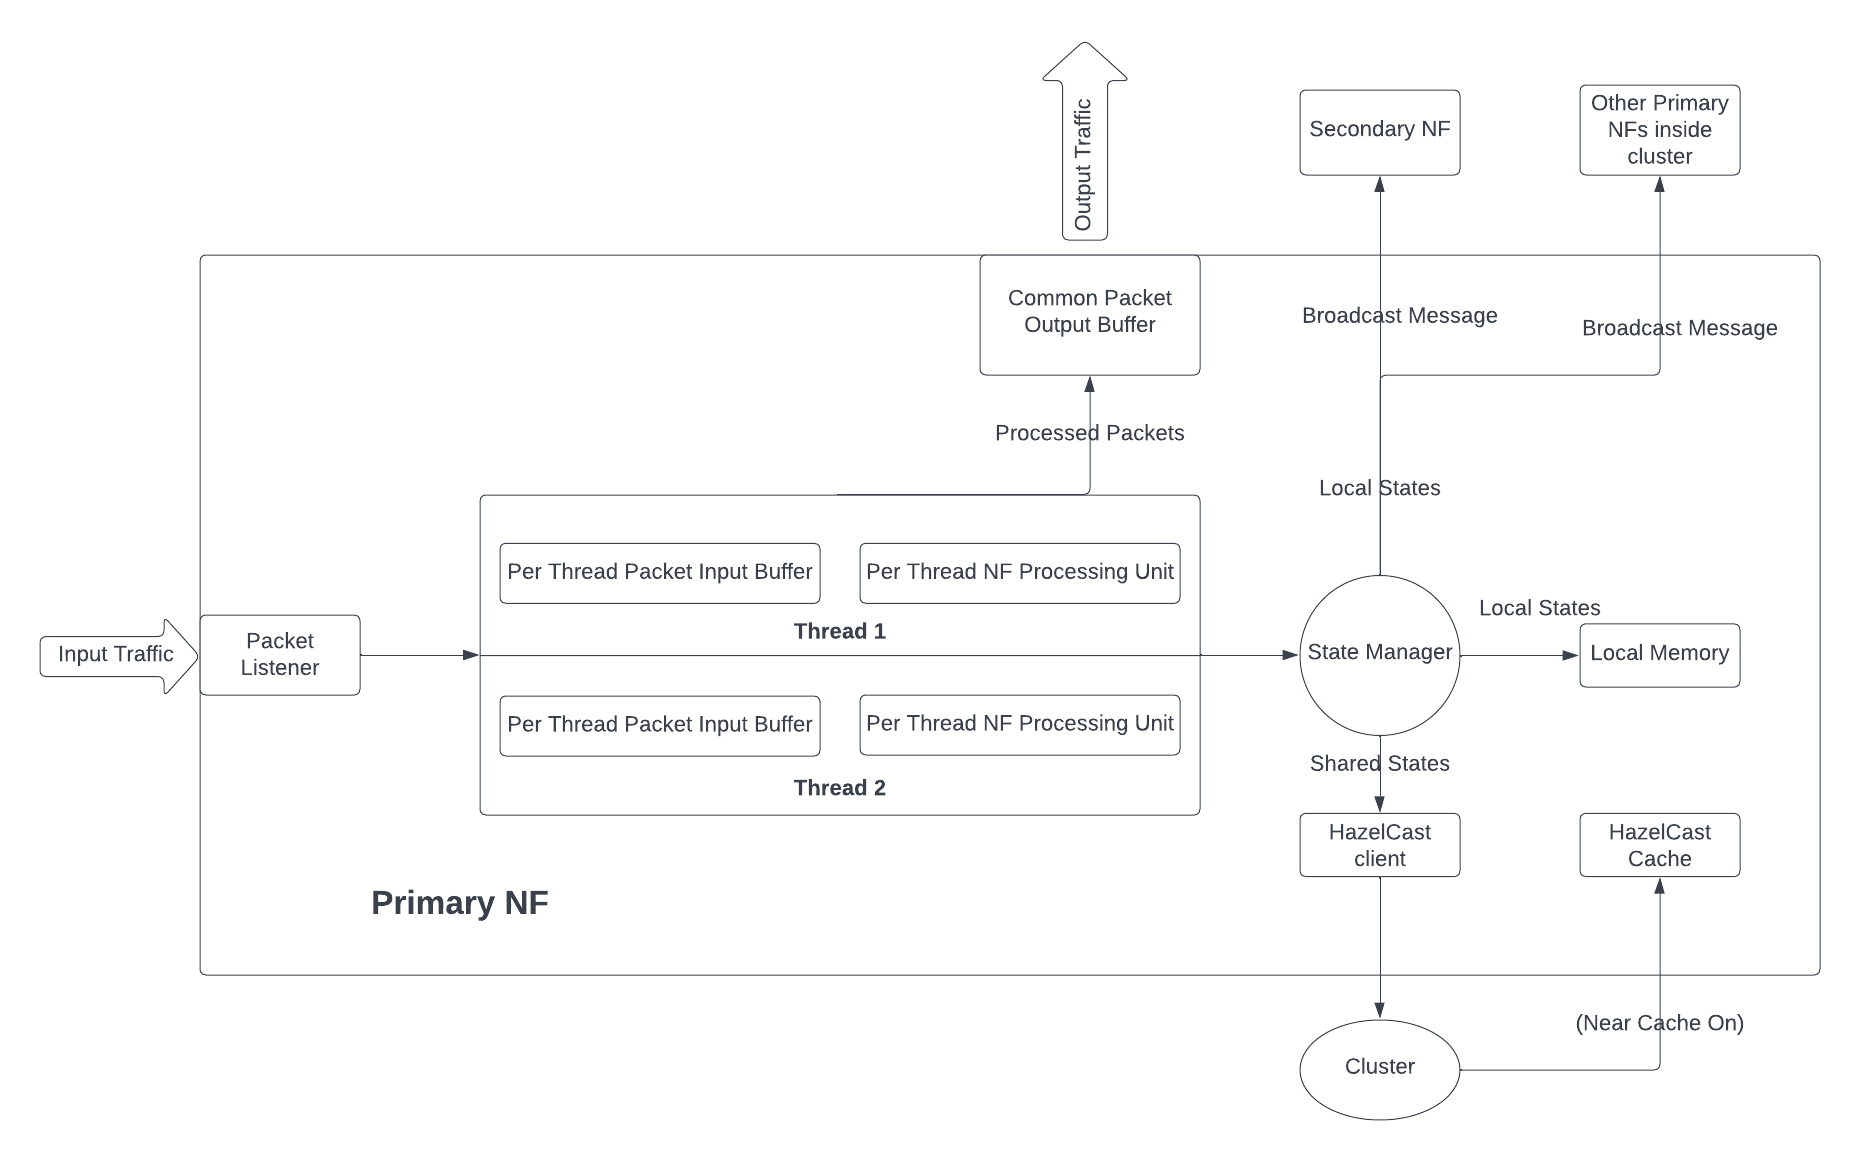 Output Traffic
Secondary NF
Other Primary
NFs inside
cluster
Common Packet
Output Buffer
Broadcast Message
Broadcast Message
Processed Packets
Local States
Per Thread Packet Input Buffer
Per Thread NF Processing Unit
Thread 1
Local States
Input Traffic
Packet
Listener
State Manager
Local Memory
Per Thread Packet Input Buffer
Per Thread NF Processing Unit
Thread 2
Shared States
HazelCast
client
HazelCast
Cache
Primary NF
(Near Cache On)
Cluster